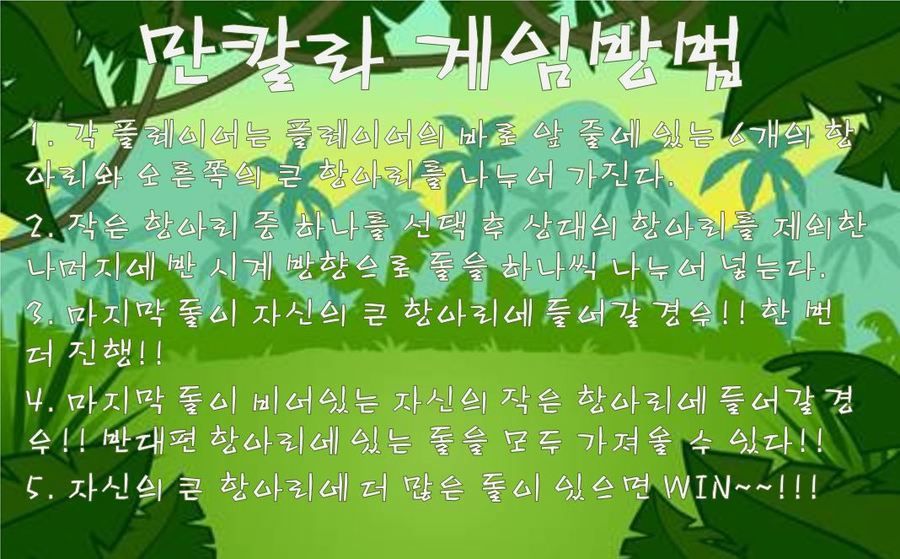 만칼라 게임방법
1. 각 플레이어는 플레이어의 바로 앞 줄에 있는 6개의 항
아리와 오른쪽의 큰 항아리를 나누어 가진다.
2. 작은 항아리 중 하나를 선택 후 상대의 항아리를 제외한
나머지에 반 시계 방향으로 돌을 하나씩 나누어 넣는다.
3. 마지막 돌이 자신의 큰 항아리에 들어갈 경우!! 한 번
더 진행!!
4. 마지막 돌이 비어있는 자신의 작은 항아리에 들어갈 경
우!! 반대편 항아리에 있는 돌을 모두 가져올 수 있다!!
5. 자신의 큰 항아리에 더 많은 돌이 있으면 WIN~~!!!